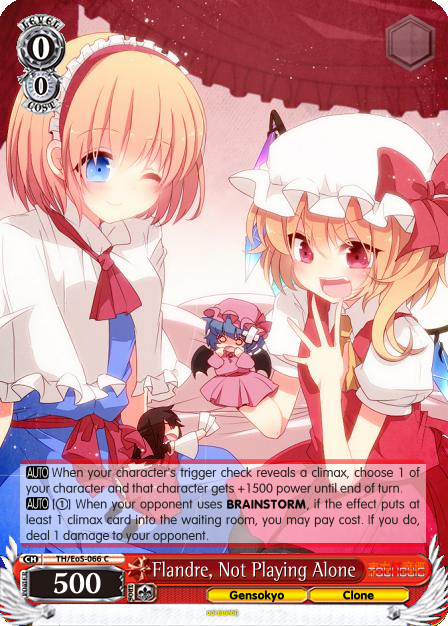 LEVEL
0
0
COST
AUTO When your character's trigger check reveals a climax, choose 1 of
your character and that character gets +1500 power until end of turn.
AUTO [(1)] When your opponent uses BRAINSTORM, if the effect puts at
least 1 climax card into the waiting room, you may pay cost. If you do,
deal 1 damage to your opponent.
CH TH/EoS-066 C
POWER 500 SOUL Flandre, Not Playing Alone
Gensokyo Clone